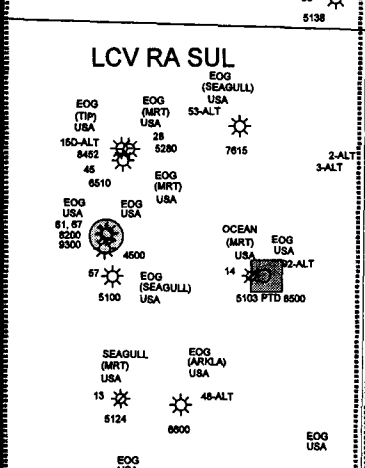 5138
LCV RA SUL
EOG
(SEAGULL)
USA
53-ALT
7615
EOG
(TIP)
USA
15D-ALT
8452
EOG
(MRT)
USA
28
5280
45
6510
EOG
(MRT)
USA
2-ALT
3-ALT
EOG
USA
61, 67
8200
9300
EOG
USA
4500
57
5100
EOG
(SEAGULL)
USA
OCEAN
(MRT)
USA
14
EOG
USA
92-ALT
5103 PTD 8500
SEAGULL
(MRT)
USA
13
5124
EOG
(ARKLA)
USA
48-ALT
6600
EOG
USA
EOG
USA